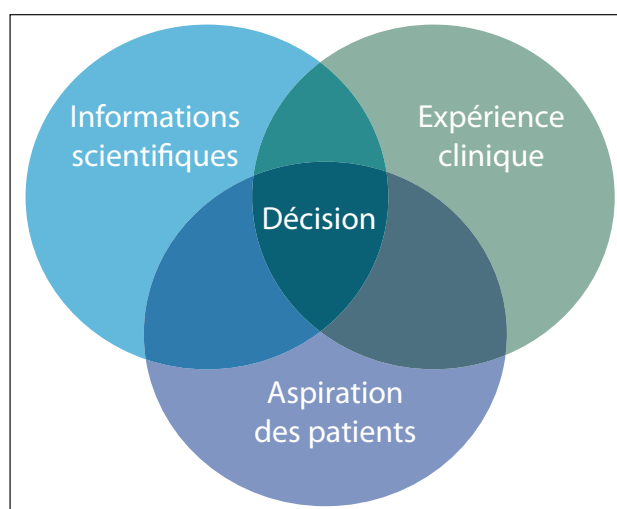 Informations
scientifiques
Expérience
clinique
Décision
Aspiration
des patients